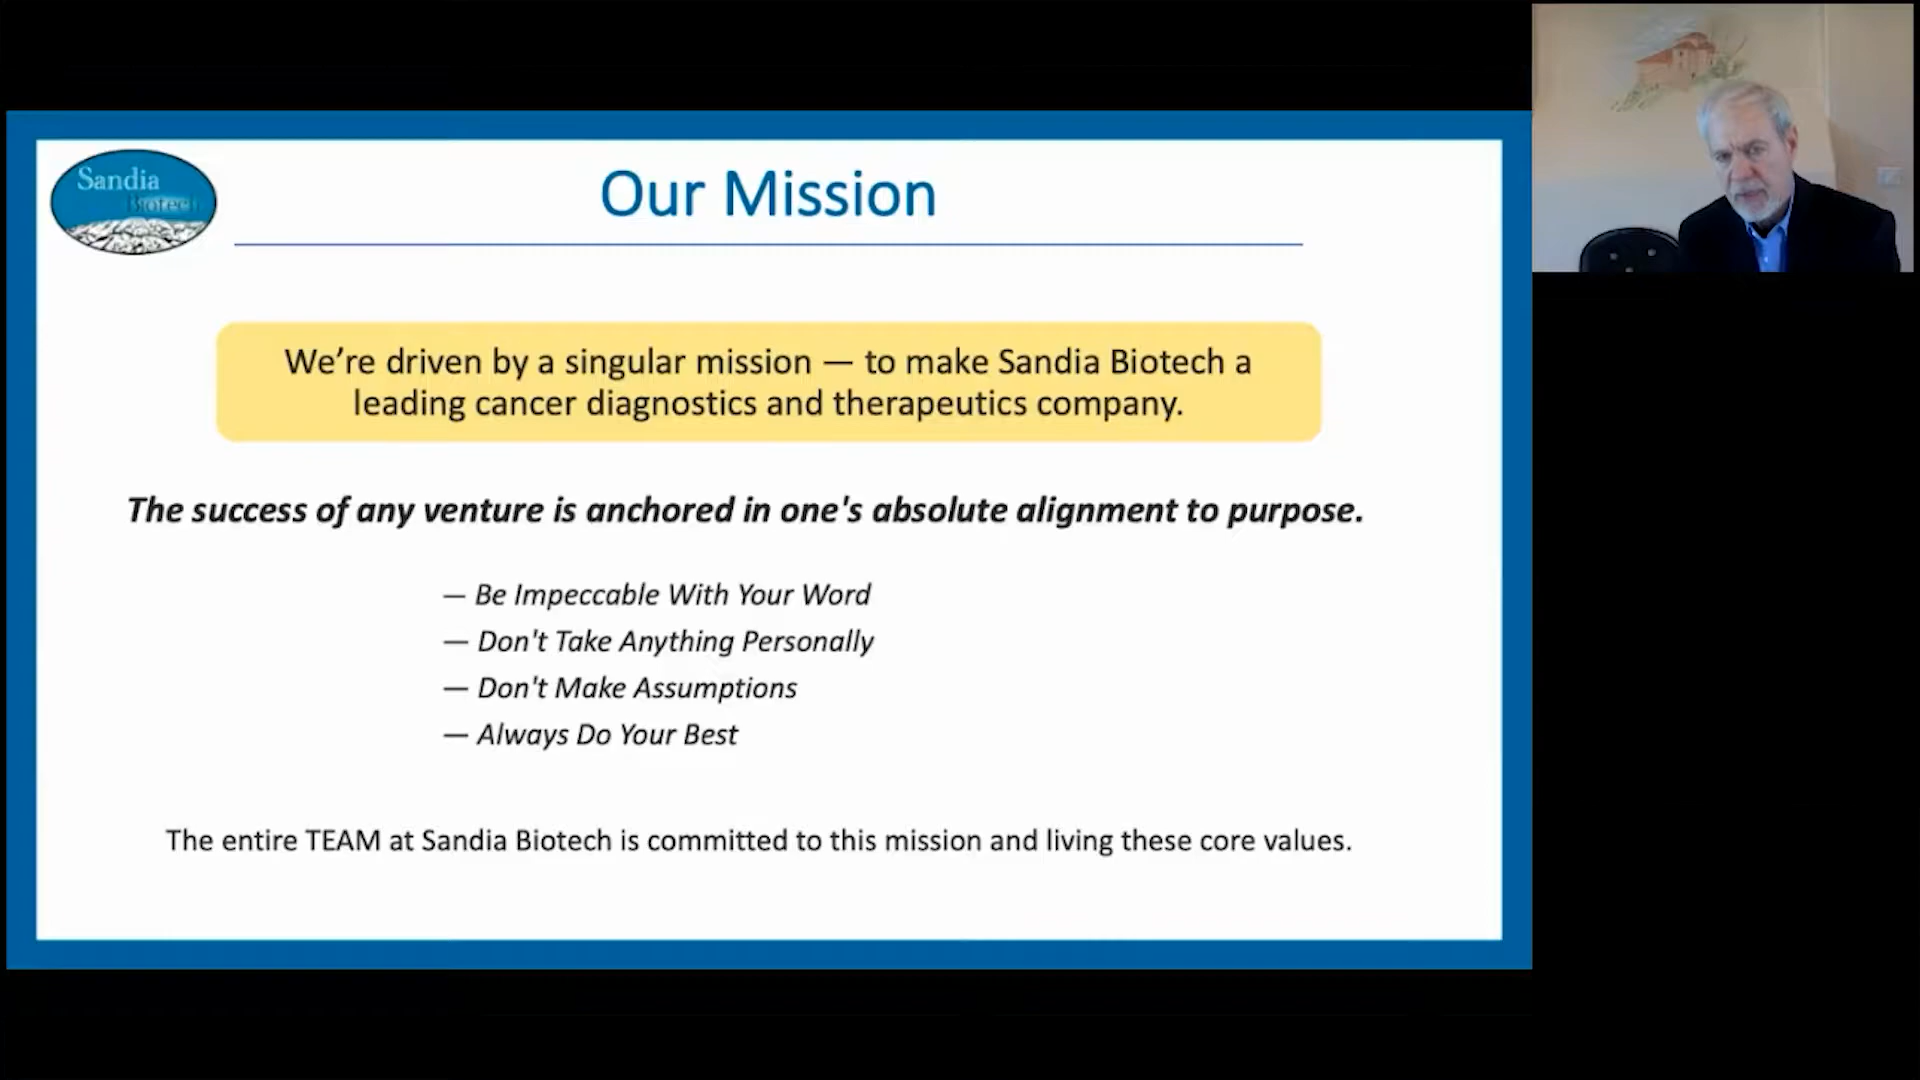 Sandia
Biotech
Our Mission
We’re driven by a singular mission — to make Sandia Biotech a
leading cancer diagnostics and therapeutics company.
The success of any venture is anchored in one's absolute alignment to purpose.
— Be Impeccable With Your Word
— Don't Take Anything Personally
— Don't Make Assumptions
— Always Do Your Best
The entire TEAM at Sandia Biotech is committed to this mission and living these core values.